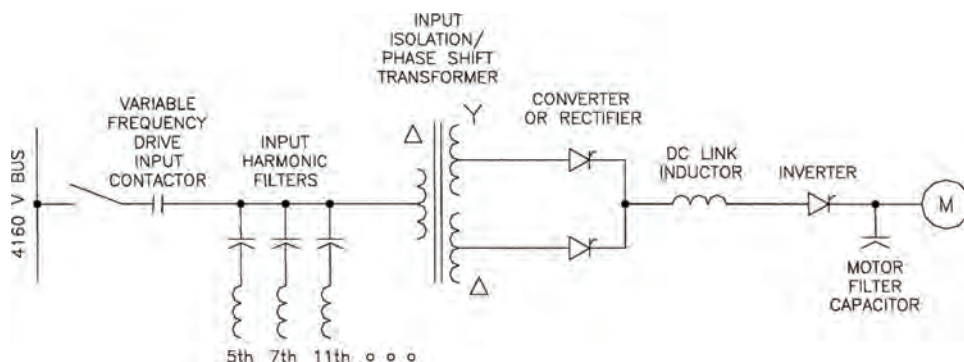 INPUT
ISOLATION/
PHASE SHIFT
TRANSFORMER
VARIABLE
FREQUENCY
DRIVE
INPUT
CONTACTOR
INPUT
HARMONIC
FILTERS
CONVERTER
OR RECTIFIER
DC LINK
INDUCTOR
INVERTER
4160 V BUS
Δ
Y
Δ
M
MOTOR
FILTER
CAPACITOR
5th 7th 11th